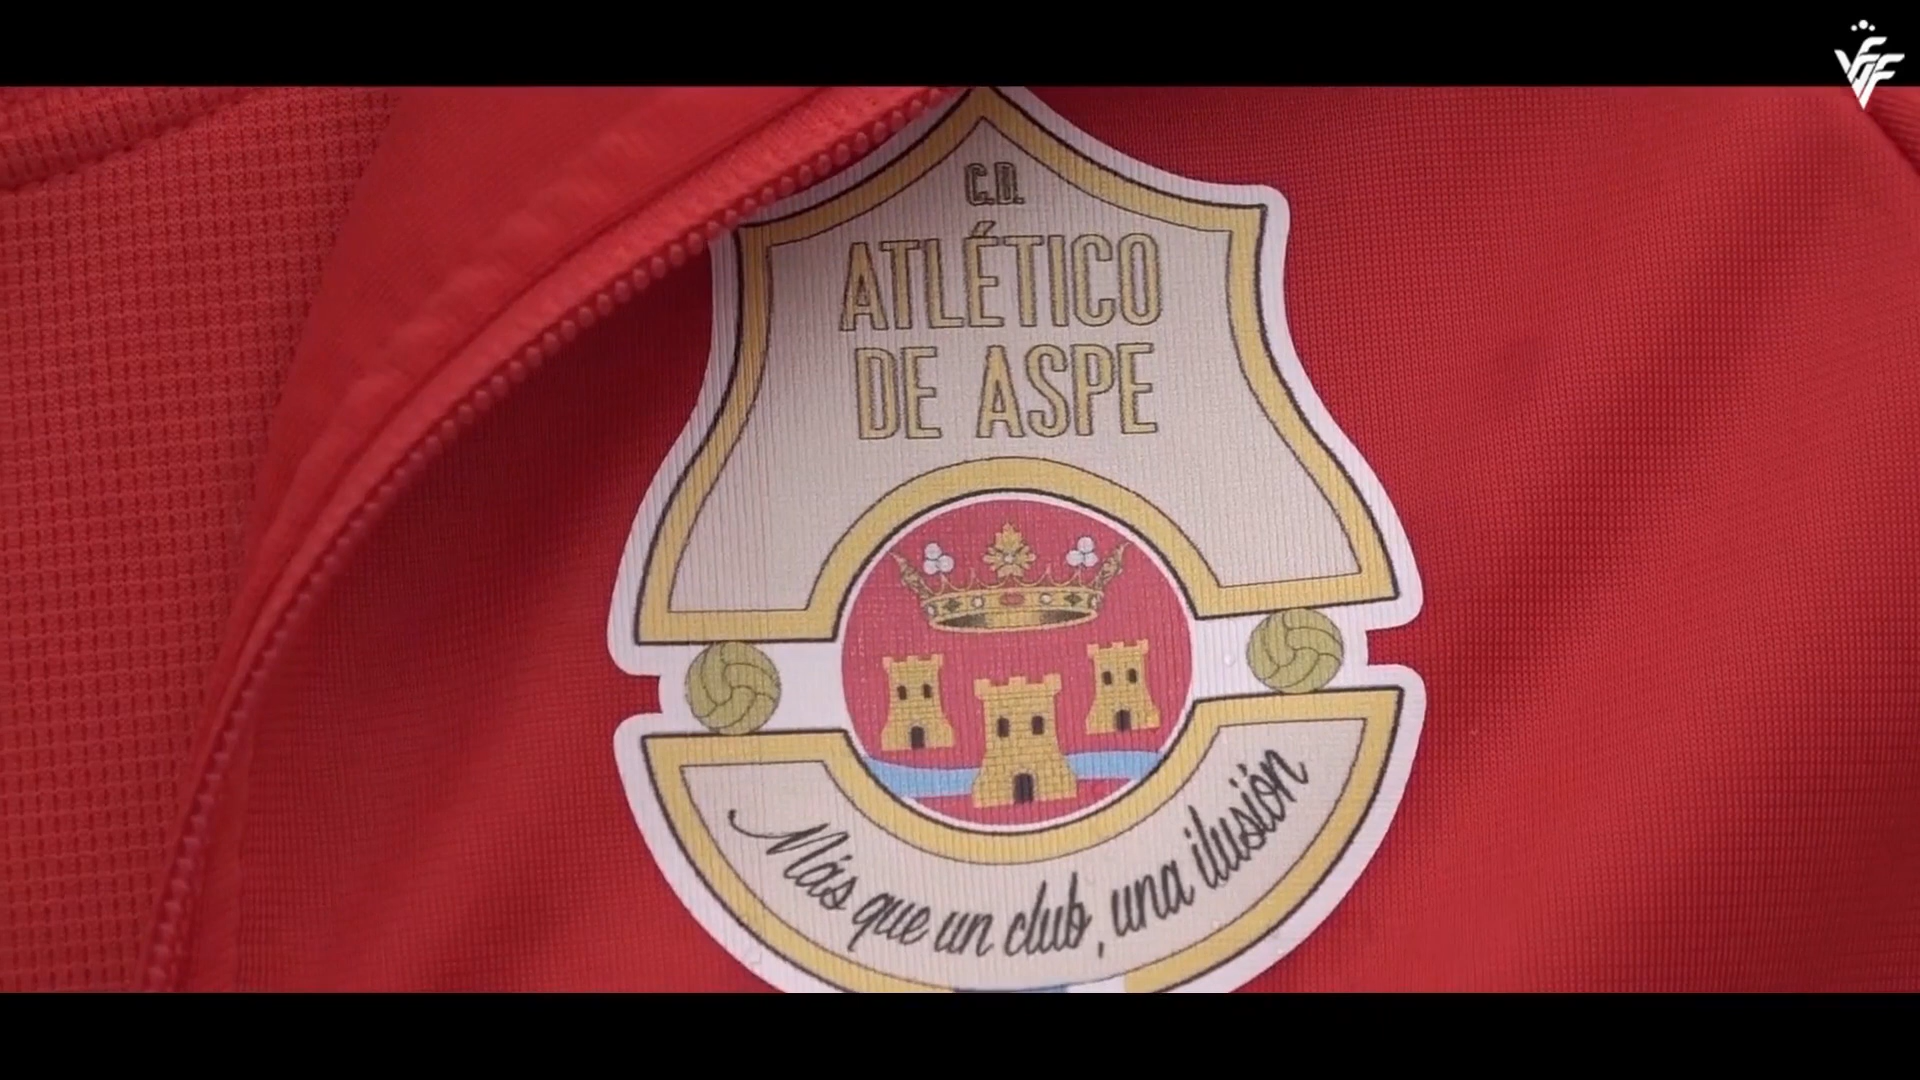 C.D.
ATLÉTICO
DE ASPE
Más que un club, una ilusión